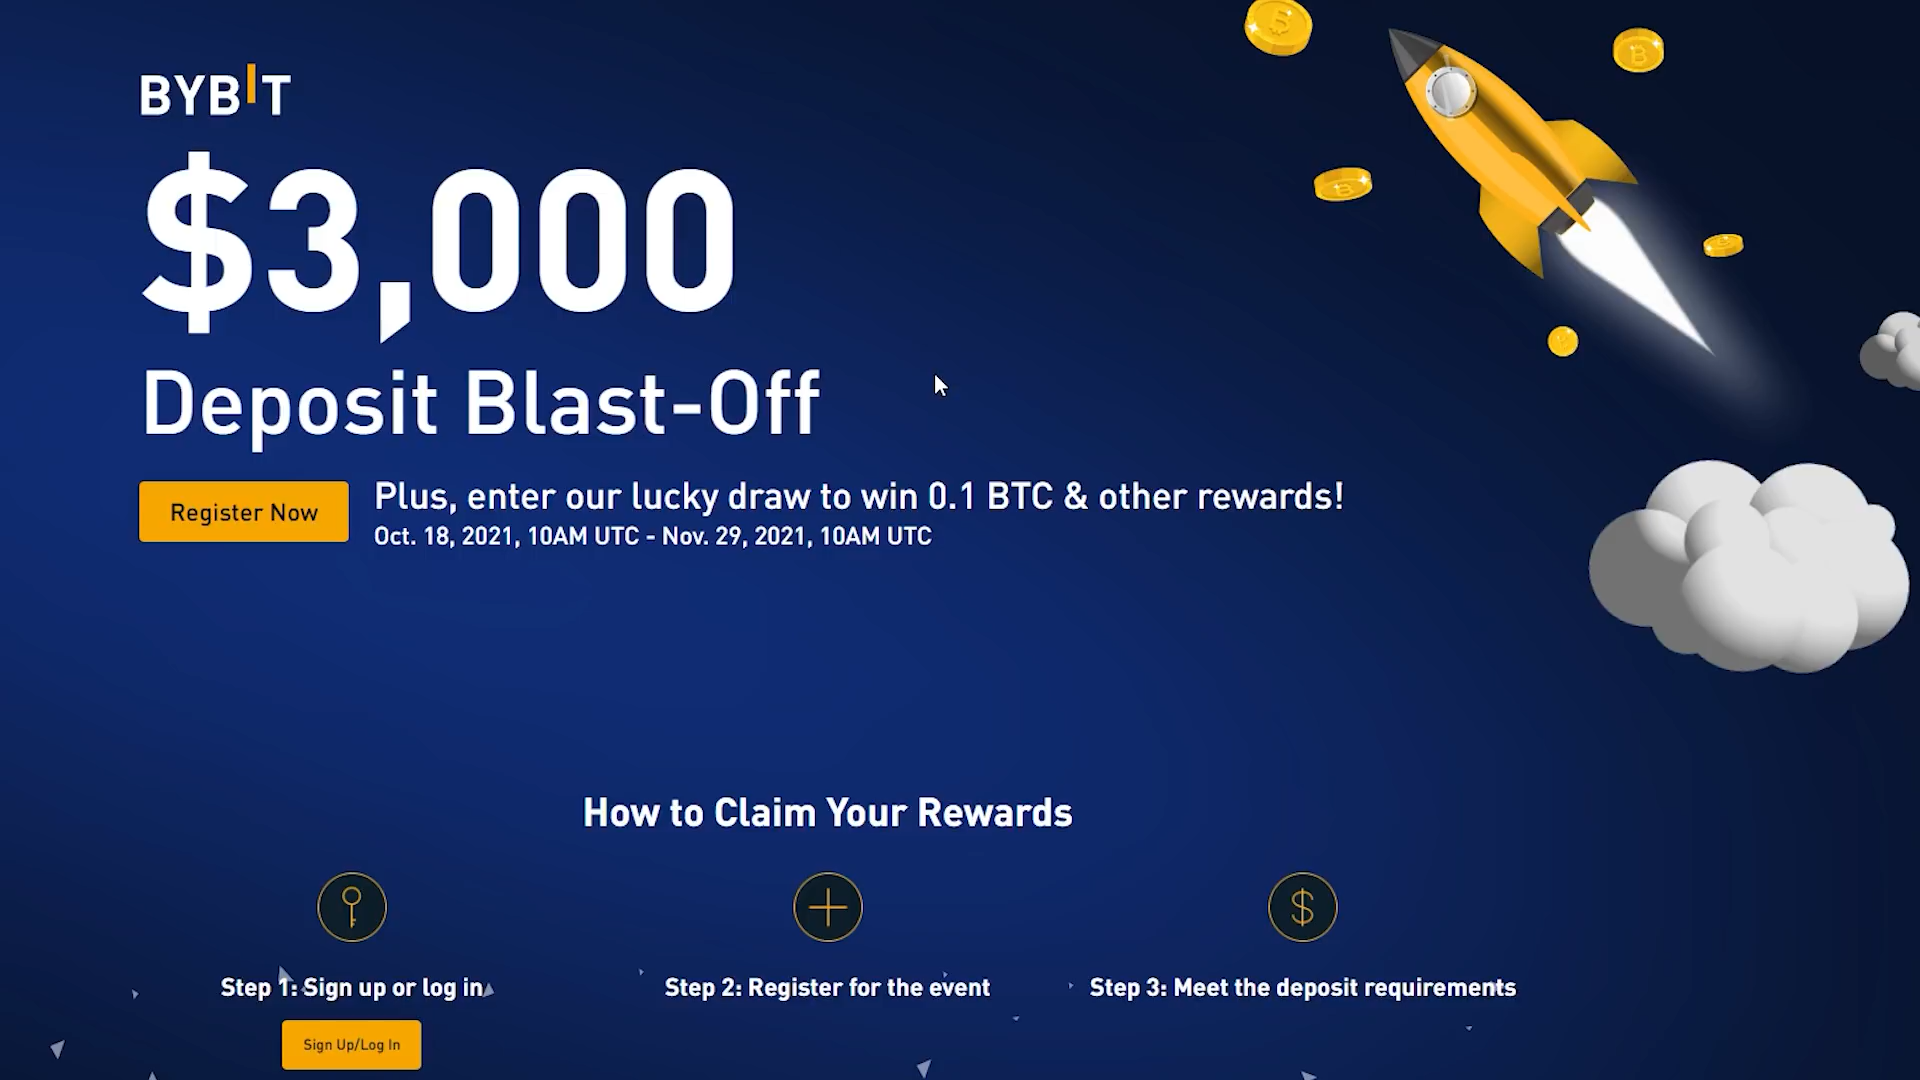 BYBIT
$3,000
Deposit Blast-Off
Register Now
Plus, enter our lucky draw to win 0.1 BTC & other rewards!
Oct. 18, 2021, 10AM UTC - Nov. 29, 2021, 10AM UTC
How to Claim Your Rewards
Step 1: Sign up or log in
Step 2: Register for the event
Step 3: Meet the deposit requirements
Sign Up/Log In